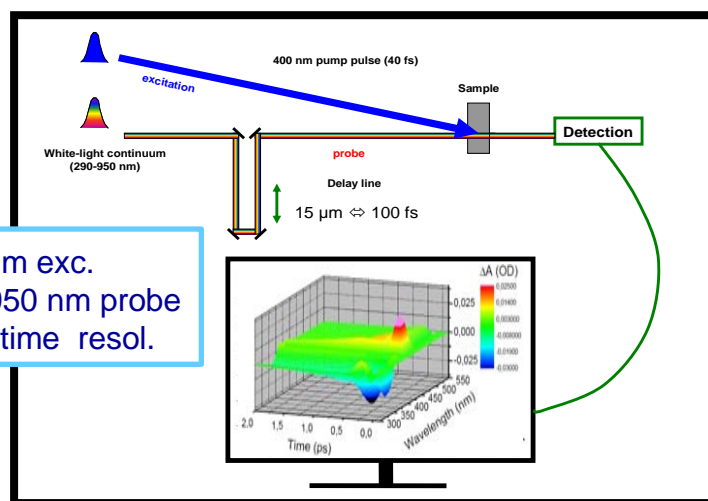 400 nm pump pulse (40 fs)
excitation
Sample
Detection
White-light continuum
(290-950 nm)
probe
Delay line
15 µm ⇔ 100 fs
m exc.
950 nm probe
time resol.
ΔA (OD)
0,02500
0,01400
0,003000
-0,008000
-0,01900
-0,03000
0,025
0,000
-0,025
2,0
1,5
1,0
0,5
0,0
Time (ps)
300
350
400
450
500
550
Wavelength (nm)